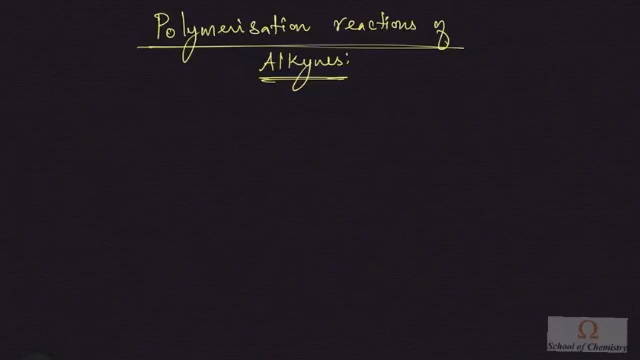 Polymerisation reactions of
Alkynes:
Ω
School of Chemistry